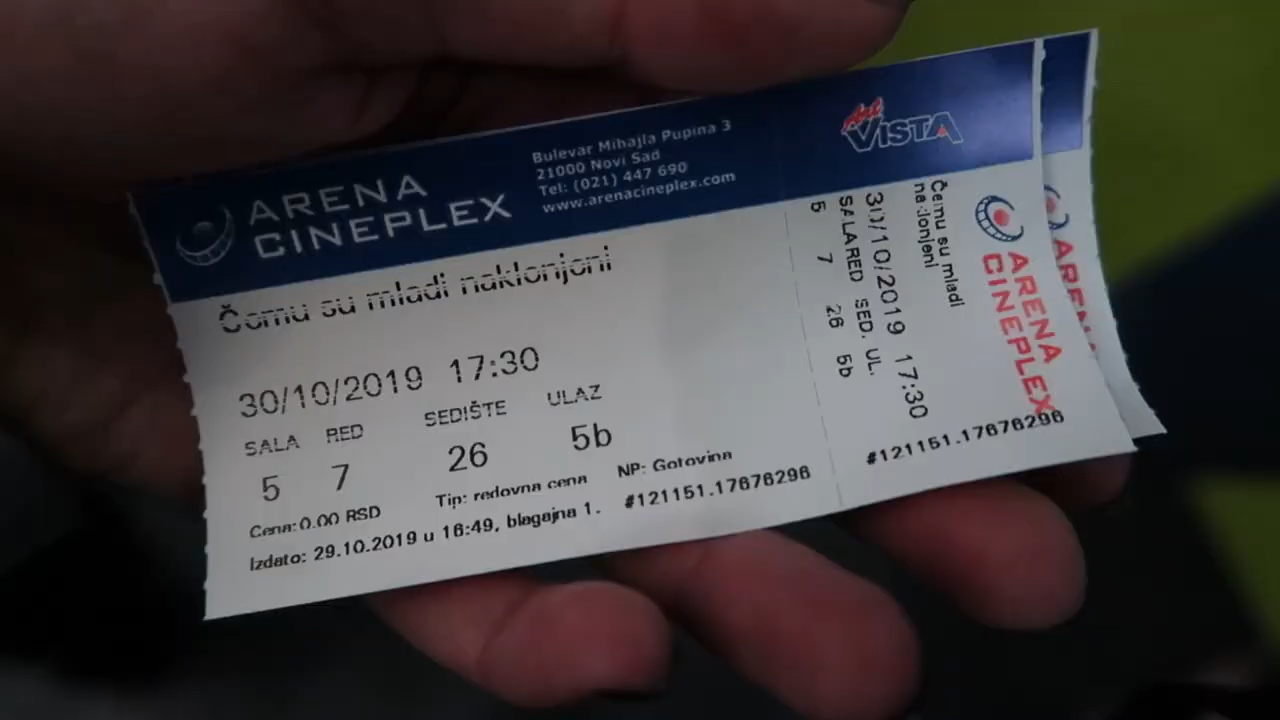 ARENA
CINEPLEX
Bulevar Mihajla Pupina 3
21000 Novi Sad
Tel: (021) 447 690
www.arenacineplex.com
Art
VISTA
Čemu su mladi naklonjeni
30/10/2019 17:30
SALA RED SEDIŠTE ULAZ
5 7 26 5b
Cena: 0.00 RSD Tip: redovna cena NP: Gotovina
Izdato: 29.10.2019 u 16:49, blagajna 1. #121151.17676296
ARENA
CINEPLEX
Čemu su mladi
naklonjeni
30/10/2019 17:30
SALA RED SED. UL.
5 7 26 5b
#121151.17676296
ARENA